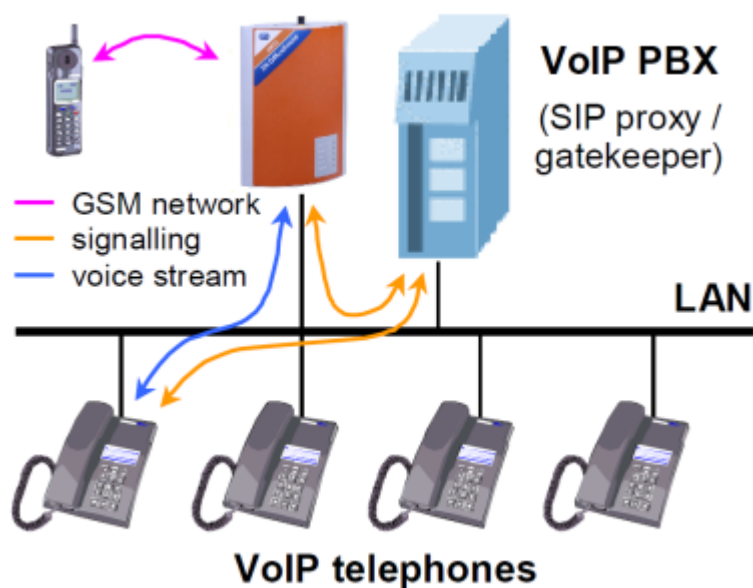 VoIP PBX
(SIP proxy /
gatekeeper)
GSM network
signalling
voice stream
LAN
VoIP telephones